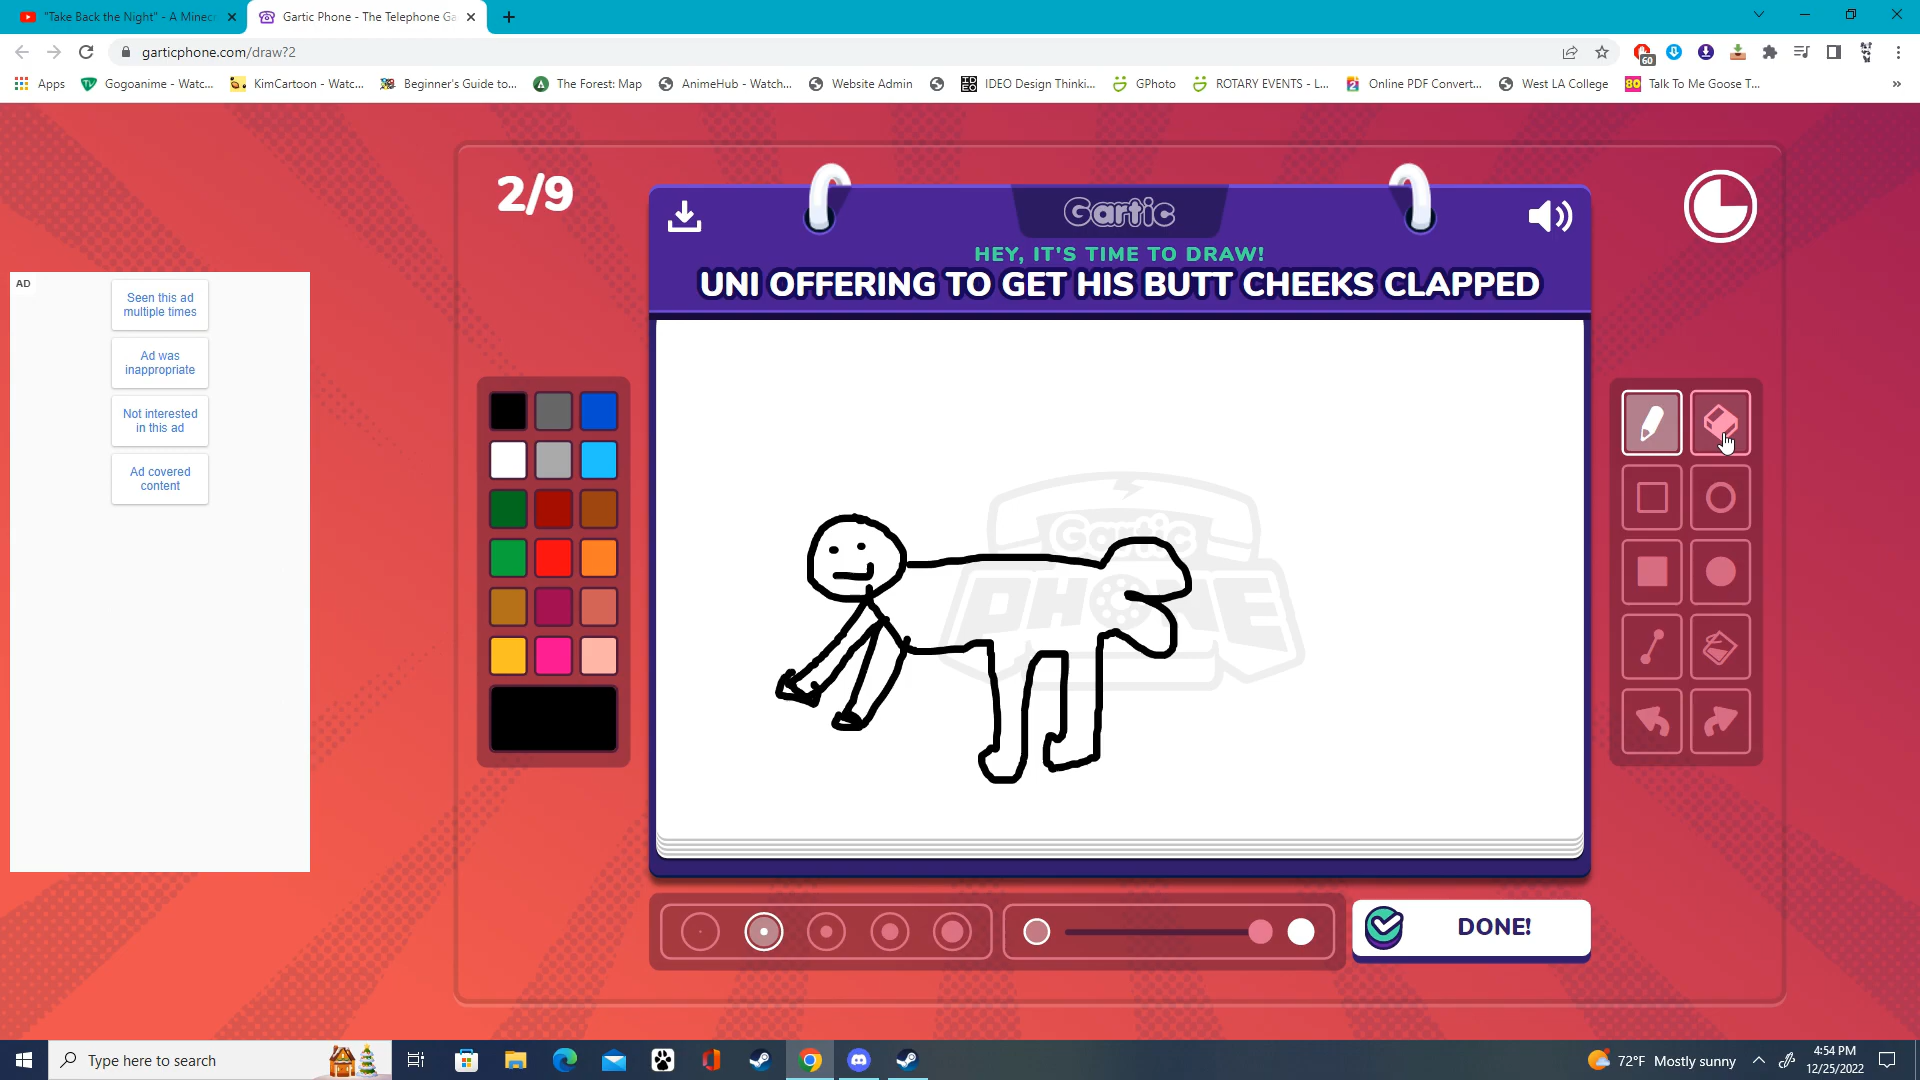 "Take Back the Night" - A Minec
Gartic Phone - The Telephone Ga
garticphone.com/draw?2
60
Apps
Gogoanime - Watc...
KimCartoon - Watc...
Beginner's Guide to...
The Forest: Map
AnimeHub - Watch...
Website Admin
IDEO Design Thinki...
GPhoto
ROTARY EVENTS - L...
Online PDF Convert...
West LA College
80
Talk To Me Goose T...
2/9
Gartic
HEY, IT'S TIME TO DRAW!
UNI OFFERING TO GET HIS BUTT CHEEKS CLAPPED
AD
Seen this ad
multiple times
Ad was
inappropriate
Not interested
in this ad
Ad covered
content
Gartic
PHONE
DONE!
Type here to search
72°F Mostly sunny
4:54 PM
12/25/2022